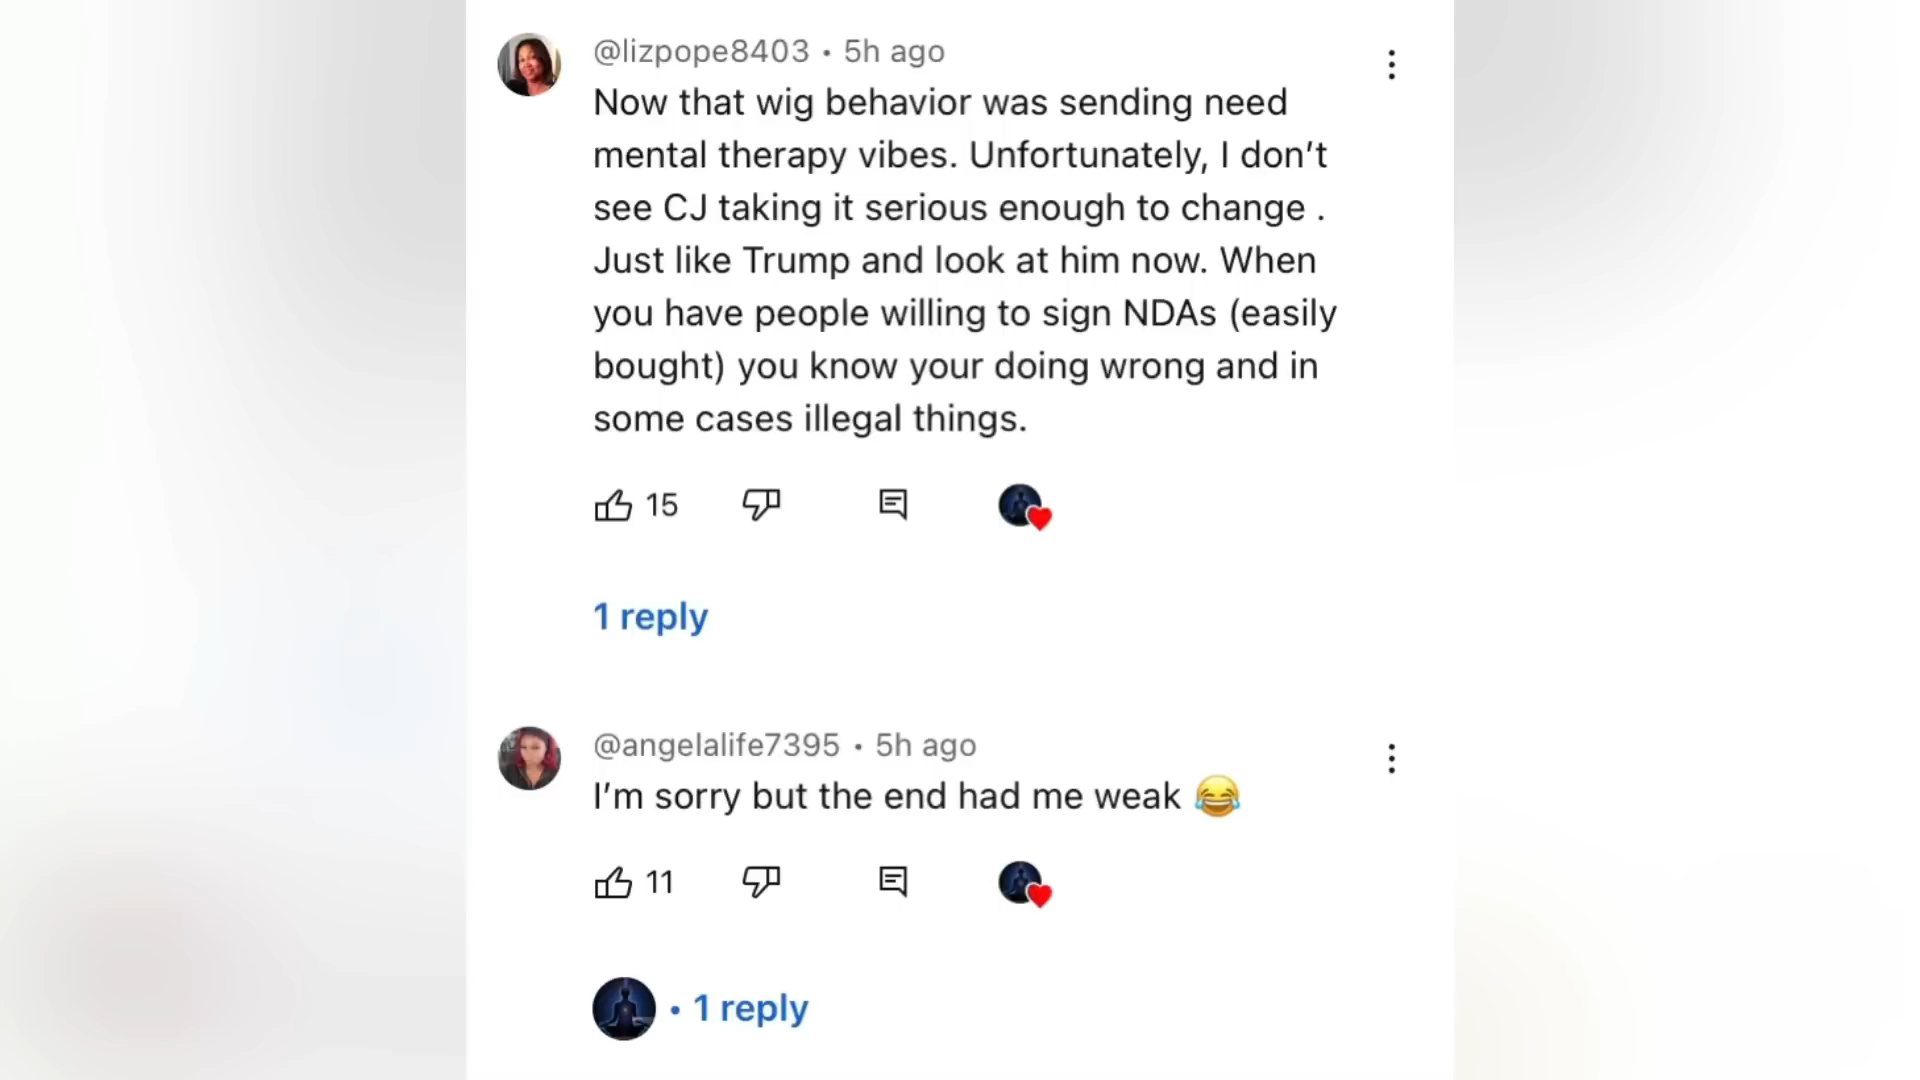 @lizpope8403 • 5h ago
Now that wig behavior was sending need
mental therapy vibes. Unfortunately, I don’t
see CJ taking it serious enough to change .
Just like Trump and look at him now. When
you have people willing to sign NDAs (easily
bought) you know your doing wrong and in
some cases illegal things.
15
1 reply
@angelalife7395 • 5h ago
I’m sorry but the end had me weak 😂
11
• 1 reply